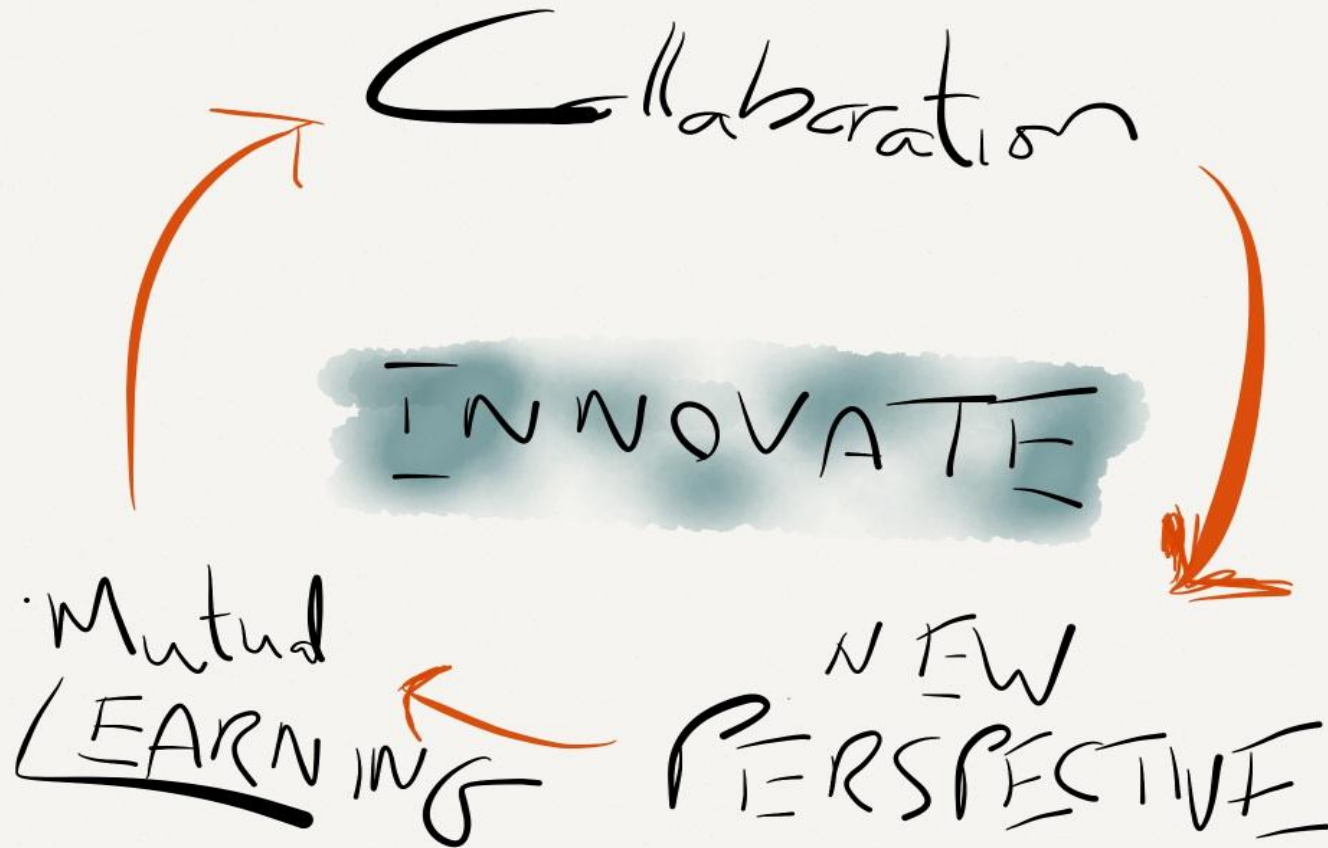 Collaboration
INNOVATE
Mutual
LEARNING
NEW
PERSPECTIVE